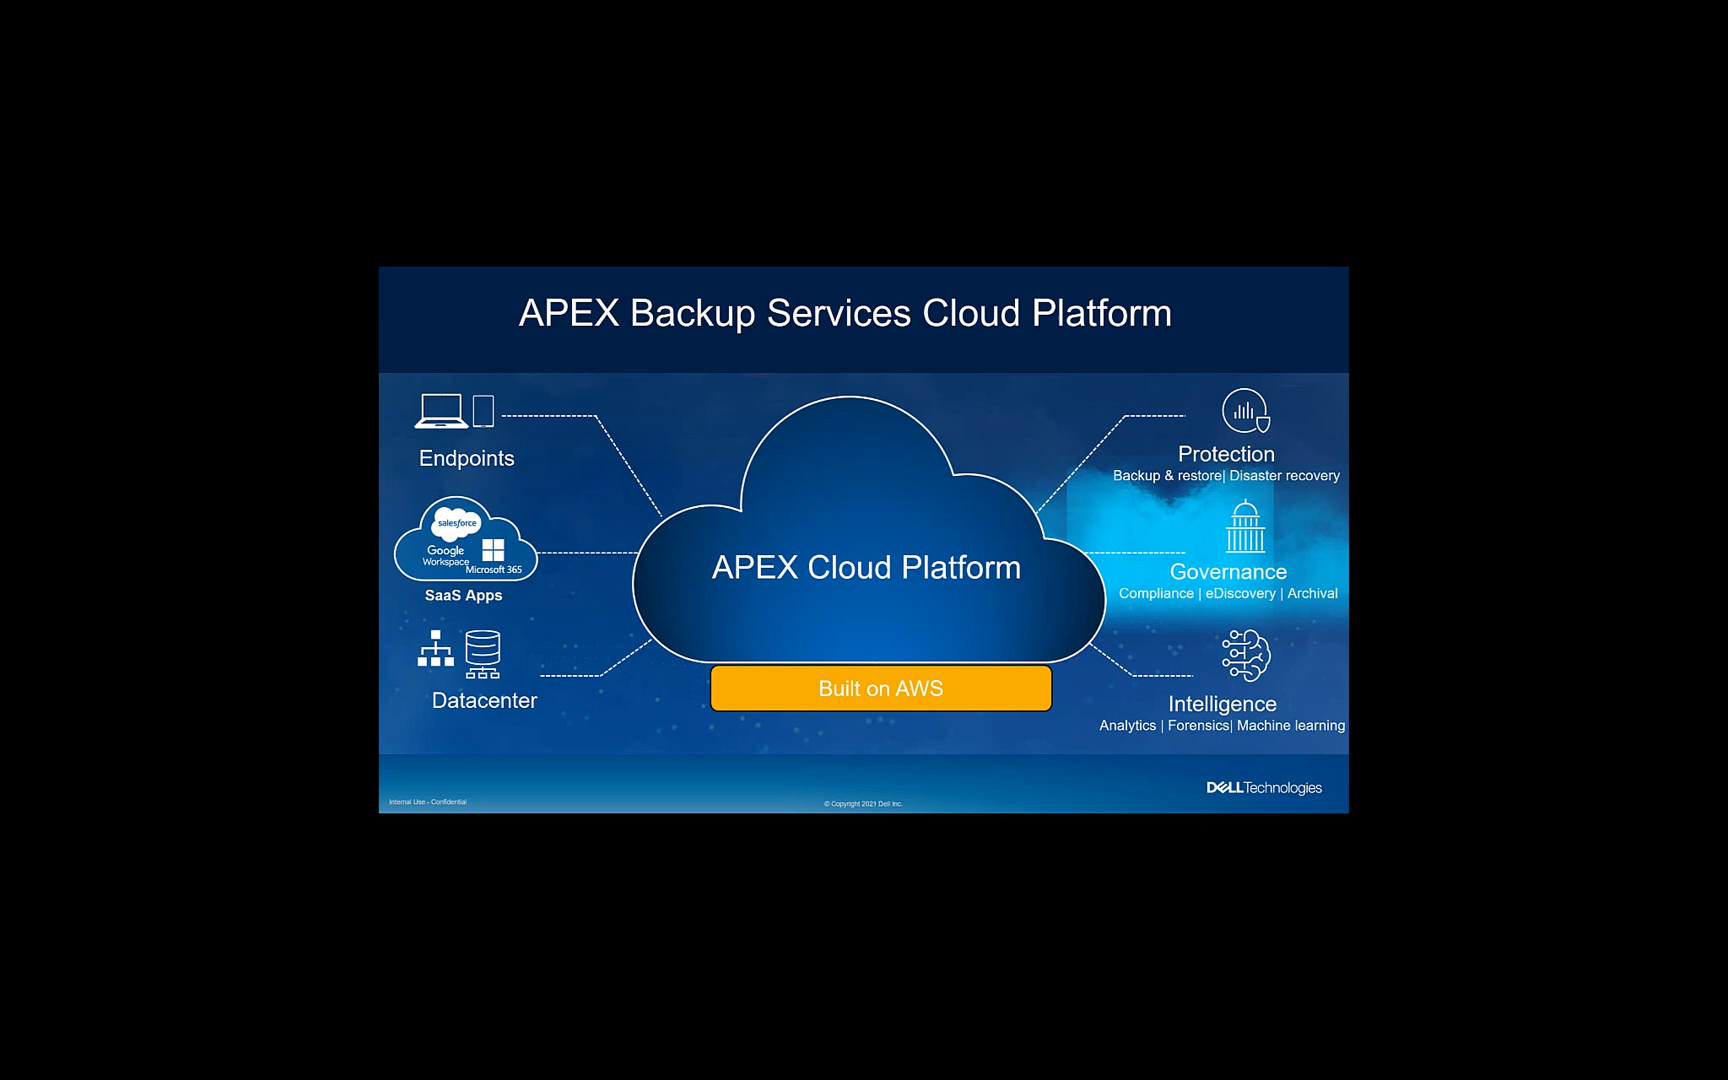 APEX Backup Services Cloud Platform
Endpoints
salesforce
Google
Workspace
Microsoft 365
SaaS Apps
Datacenter
APEX Cloud Platform
Built on AWS
Protection
Backup & restore| Disaster recovery
Governance
Compliance | eDiscovery | Archival
Intelligence
Analytics | Forensics| Machine learning
Internal Use - Confidential
© Copyright 2021 Dell Inc.
DELLTechnologies